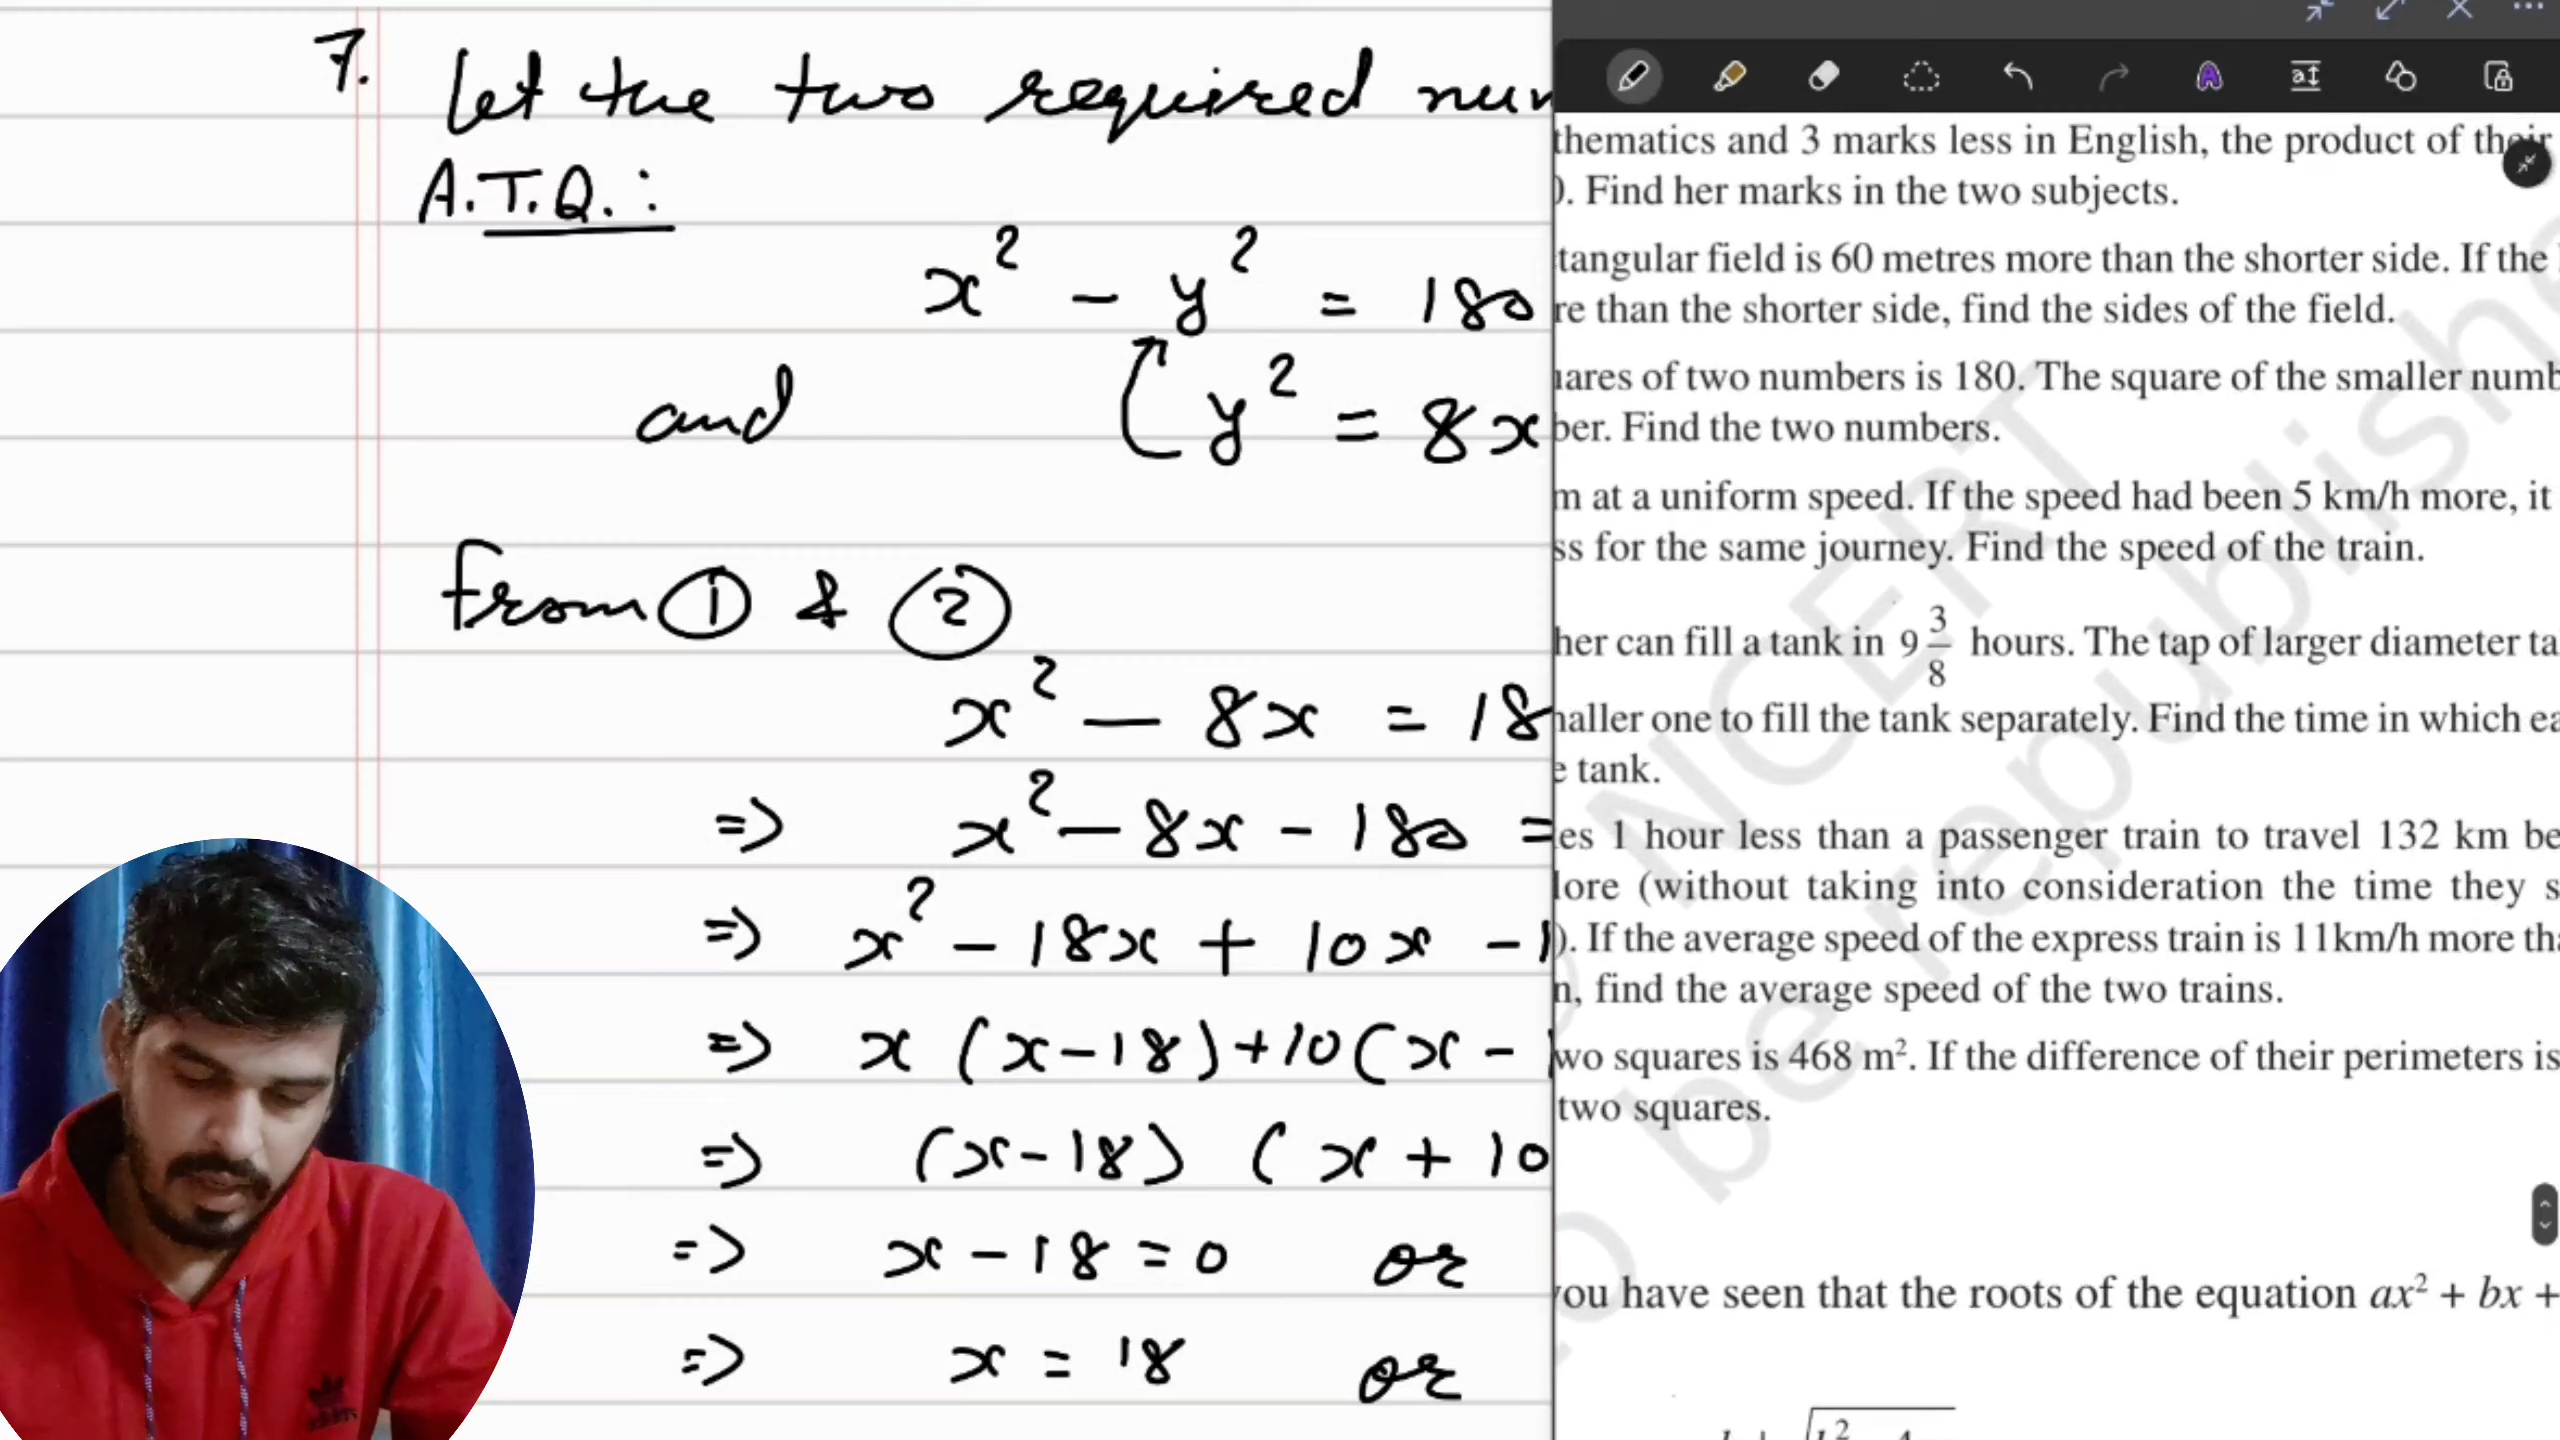 7. Let the two required
A.T.Q. :
x² - y² = 180
and y² = 8x
From ① & ②
x² - 8x = 18
=> x² - 8x - 180 =
=> x² - 18x + 10x - 1
=> x (x - 18) + 10 (x -
=> (x - 18) (x + 10
=> x - 18 = 0 or
=> x = 18 or
adidas
thematics and 3 marks less in English, the product of their
). Find her marks in the two subjects.
tangular field is 60 metres more than the shorter side. If the
re than the shorter side, find the sides of the field.
uares of two numbers is 180. The square of the smaller numb
ber. Find the two numbers.
m at a uniform speed. If the speed had been 5 km/h more, it
ss for the same journey. Find the speed of the train.
her can fill a tank in 9 3/8 hours. The tap of larger diameter ta
naller one to fill the tank separately. Find the time in which ea
e tank.
es 1 hour less than a passenger train to travel 132 km be
lore (without taking into consideration the time they s
). If the average speed of the express train is 11km/h more tha
n, find the average speed of the two trains.
wo squares is 468 m². If the difference of their perimeters is
two squares.
you have seen that the roots of the equation ax² + bx +
NCERT
be republishe